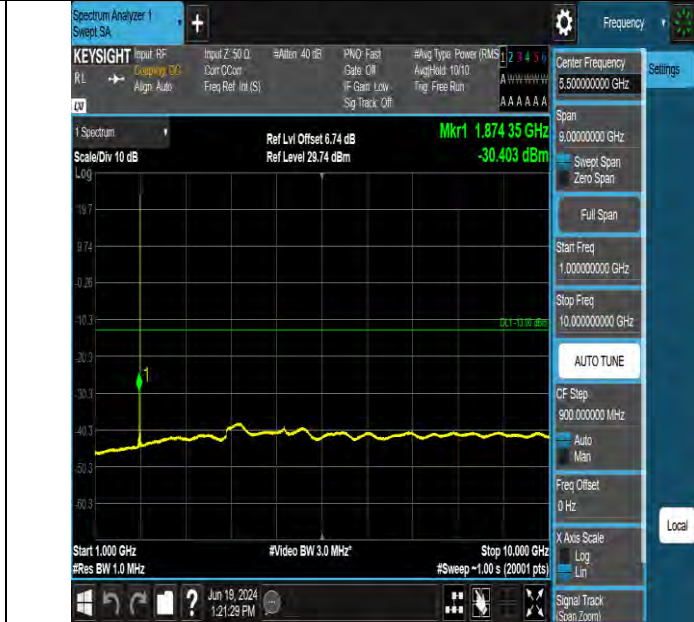 Spectrum Analyzer 1
Swept SA
+
Frequency
KEYSIGHT Input: RF
RL
Coupling: DC
Align: Auto
LXI
Input Z: 50 Ω
Corr CCorr
Freq Ref: Int (S)
#Atten: 40 dB
PNO: Fast
Gate: Off
IF Gain: Low
Sig Track: Off
#Avg Type: Power (RMS
Avg|Hold: 10/10
Trig: Free Run
1 2 3 4 5 6
A W W W W W
A A A A A A
1 Spectrum
Scale/Div 10 dB
Log
Ref Lvl Offset 6.74 dB
Ref Level 29.74 dBm
Mkr1 1.874 35 GHz
-30.403 dBm
19.7
9.74
-0.26
-10.3
-20.3
-30.3
-40.3
-50.3
-60.3
DL1 -13.00 dBm
1
Start 1.000 GHz
#Res BW 1.0 MHz
#Video BW 3.0 MHz*
Stop 10.000 GHz
#Sweep ~1.00 s (20001 pts)
Center Frequency
5.500000000 GHz
Settings
Span
9.00000000 GHz
Swept Span
Zero Span
Full Span
Start Freq
1.000000000 GHz
Stop Freq
10.000000000 GHz
AUTO TUNE
CF Step
900.000000 MHz
Auto
Man
Freq Offset
0 Hz
X Axis Scale
Log
Lin
Signal Track
(Span Zoom)
Local
?
Jun 19, 2024
1:21:29 PM